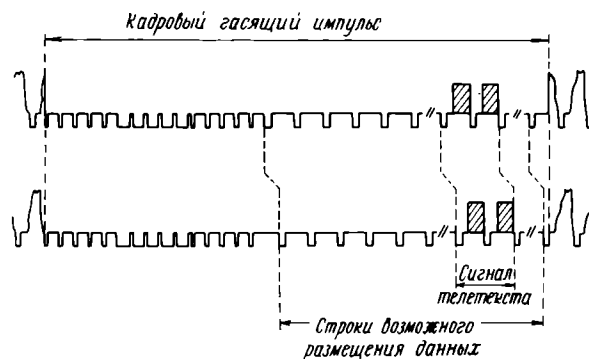 Кадровый гасящий импульс
Сигнал
телетекста
Строки возможного
размещения данных